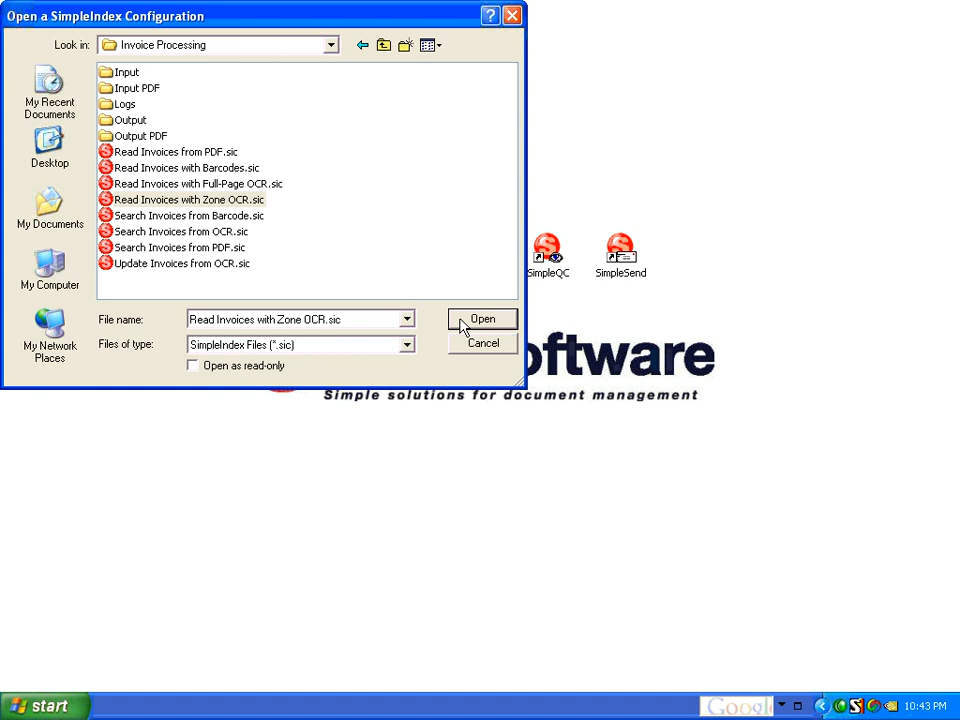 Open a SimpleIndex Configuration
Look in: Invoice Processing
My Recent Documents
Desktop
My Documents
My Computer
My Network Places
Input
Input PDF
Logs
Output
Output PDF
Read Invoices from PDF.sic
Read Invoices with Barcodes.sic
Read Invoices with Full-Page OCR.sic
Read Invoices with Zone OCR.sic
Search Invoices from Barcode.sic
Search Invoices from OCR.sic
Search Invoices from PDF.sic
Update Invoices from OCR.sic
File name: Read Invoices with Zone OCR.sic Open
Files of type: SimpleIndex Files (*.sic) Cancel
Open as read-only
SimpleQC SimpleSend
oftware
Simple solutions for document management
start Google 10:43 PM